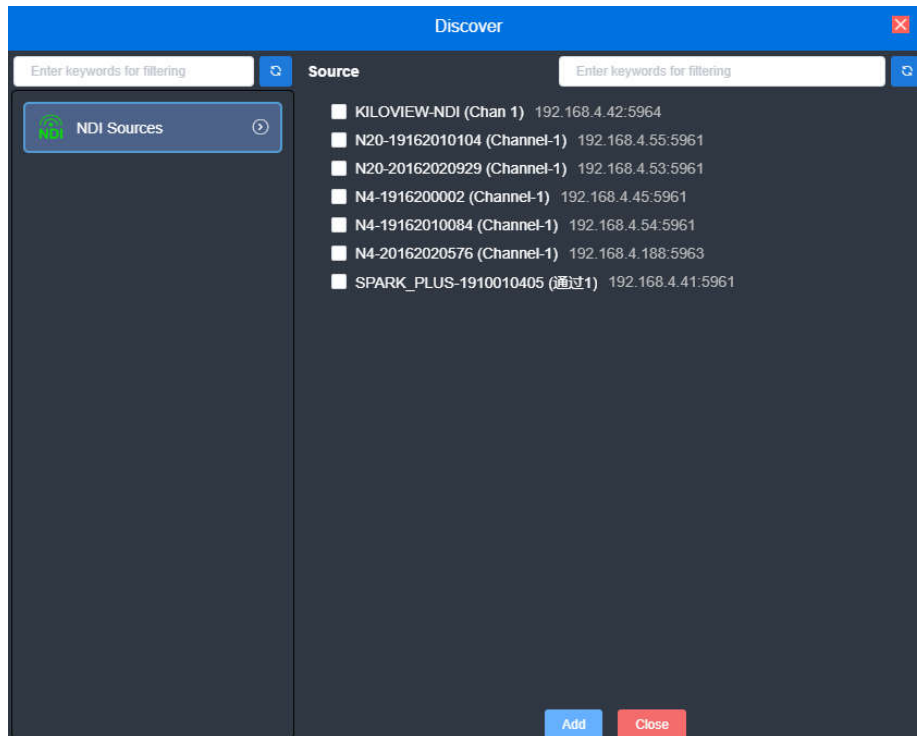 Discover
Enter keywords for filtering
Source
Enter keywords for filtering
NDI
NDI Sources
KILOVIEW-NDI (Chan 1) 192.168.4.42:5964
N20-19162010104 (Channel-1) 192.168.4.55:5961
N20-20162020929 (Channel-1) 192.168.4.53:5961
N4-1916200002 (Channel-1) 192.168.4.45:5961
N4-19162010084 (Channel-1) 192.168.4.54:5961
N4-20162020576 (Channel-1) 192.168.4.188:5963
SPARK_PLUS-1910010405 (通过1) 192.168.4.41:5961
Add Close